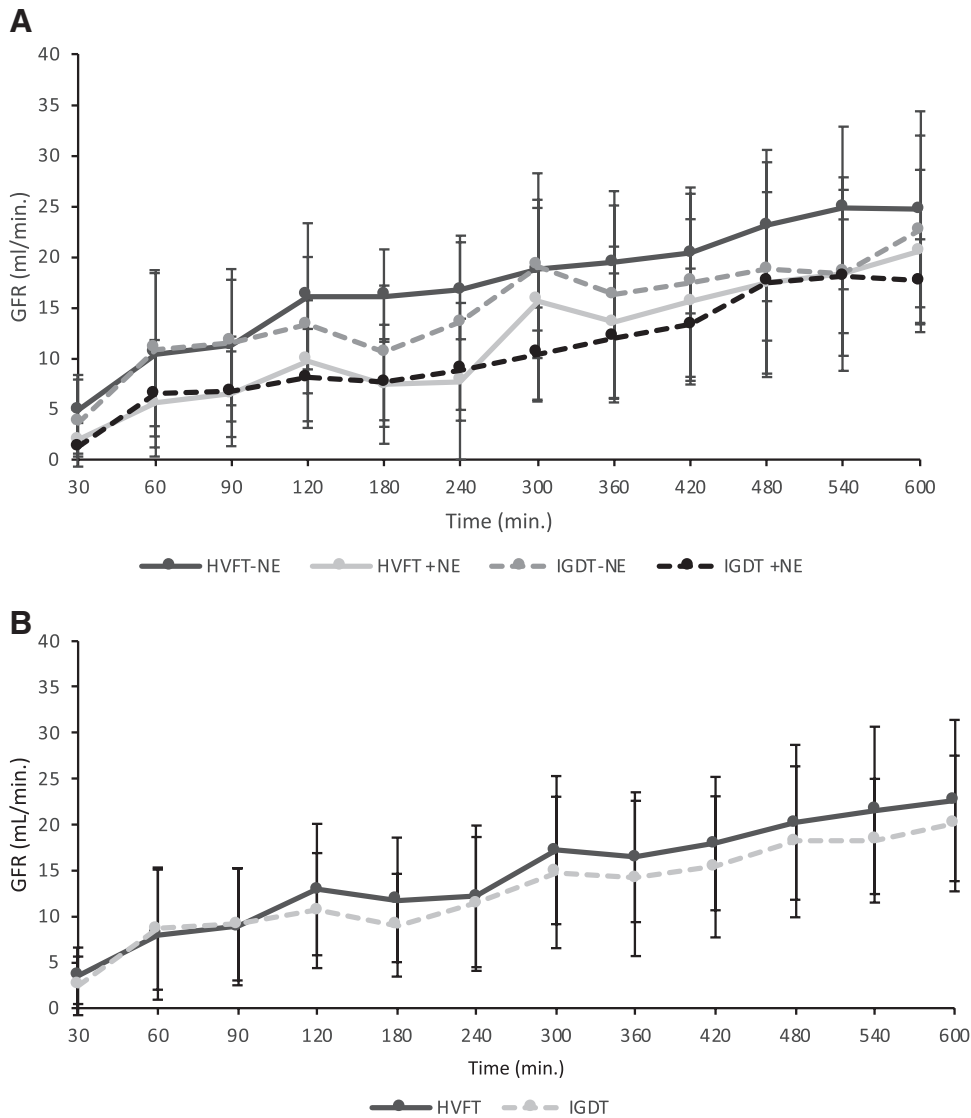 A
40
35
30
25
20
15
10
5
0
GFR (ml/min.)
30 60 90 120 180 240 300 360 420 480 540 600
Time (min.)
HVFT-NE HVFT +NE IGDT-NE IGDT +NE
B
40
35
30
25
20
15
10
5
0
GFR (mL/min.)
30 60 90 120 180 240 300 360 420 480 540 600
Time (min.)
HVFT IGDT